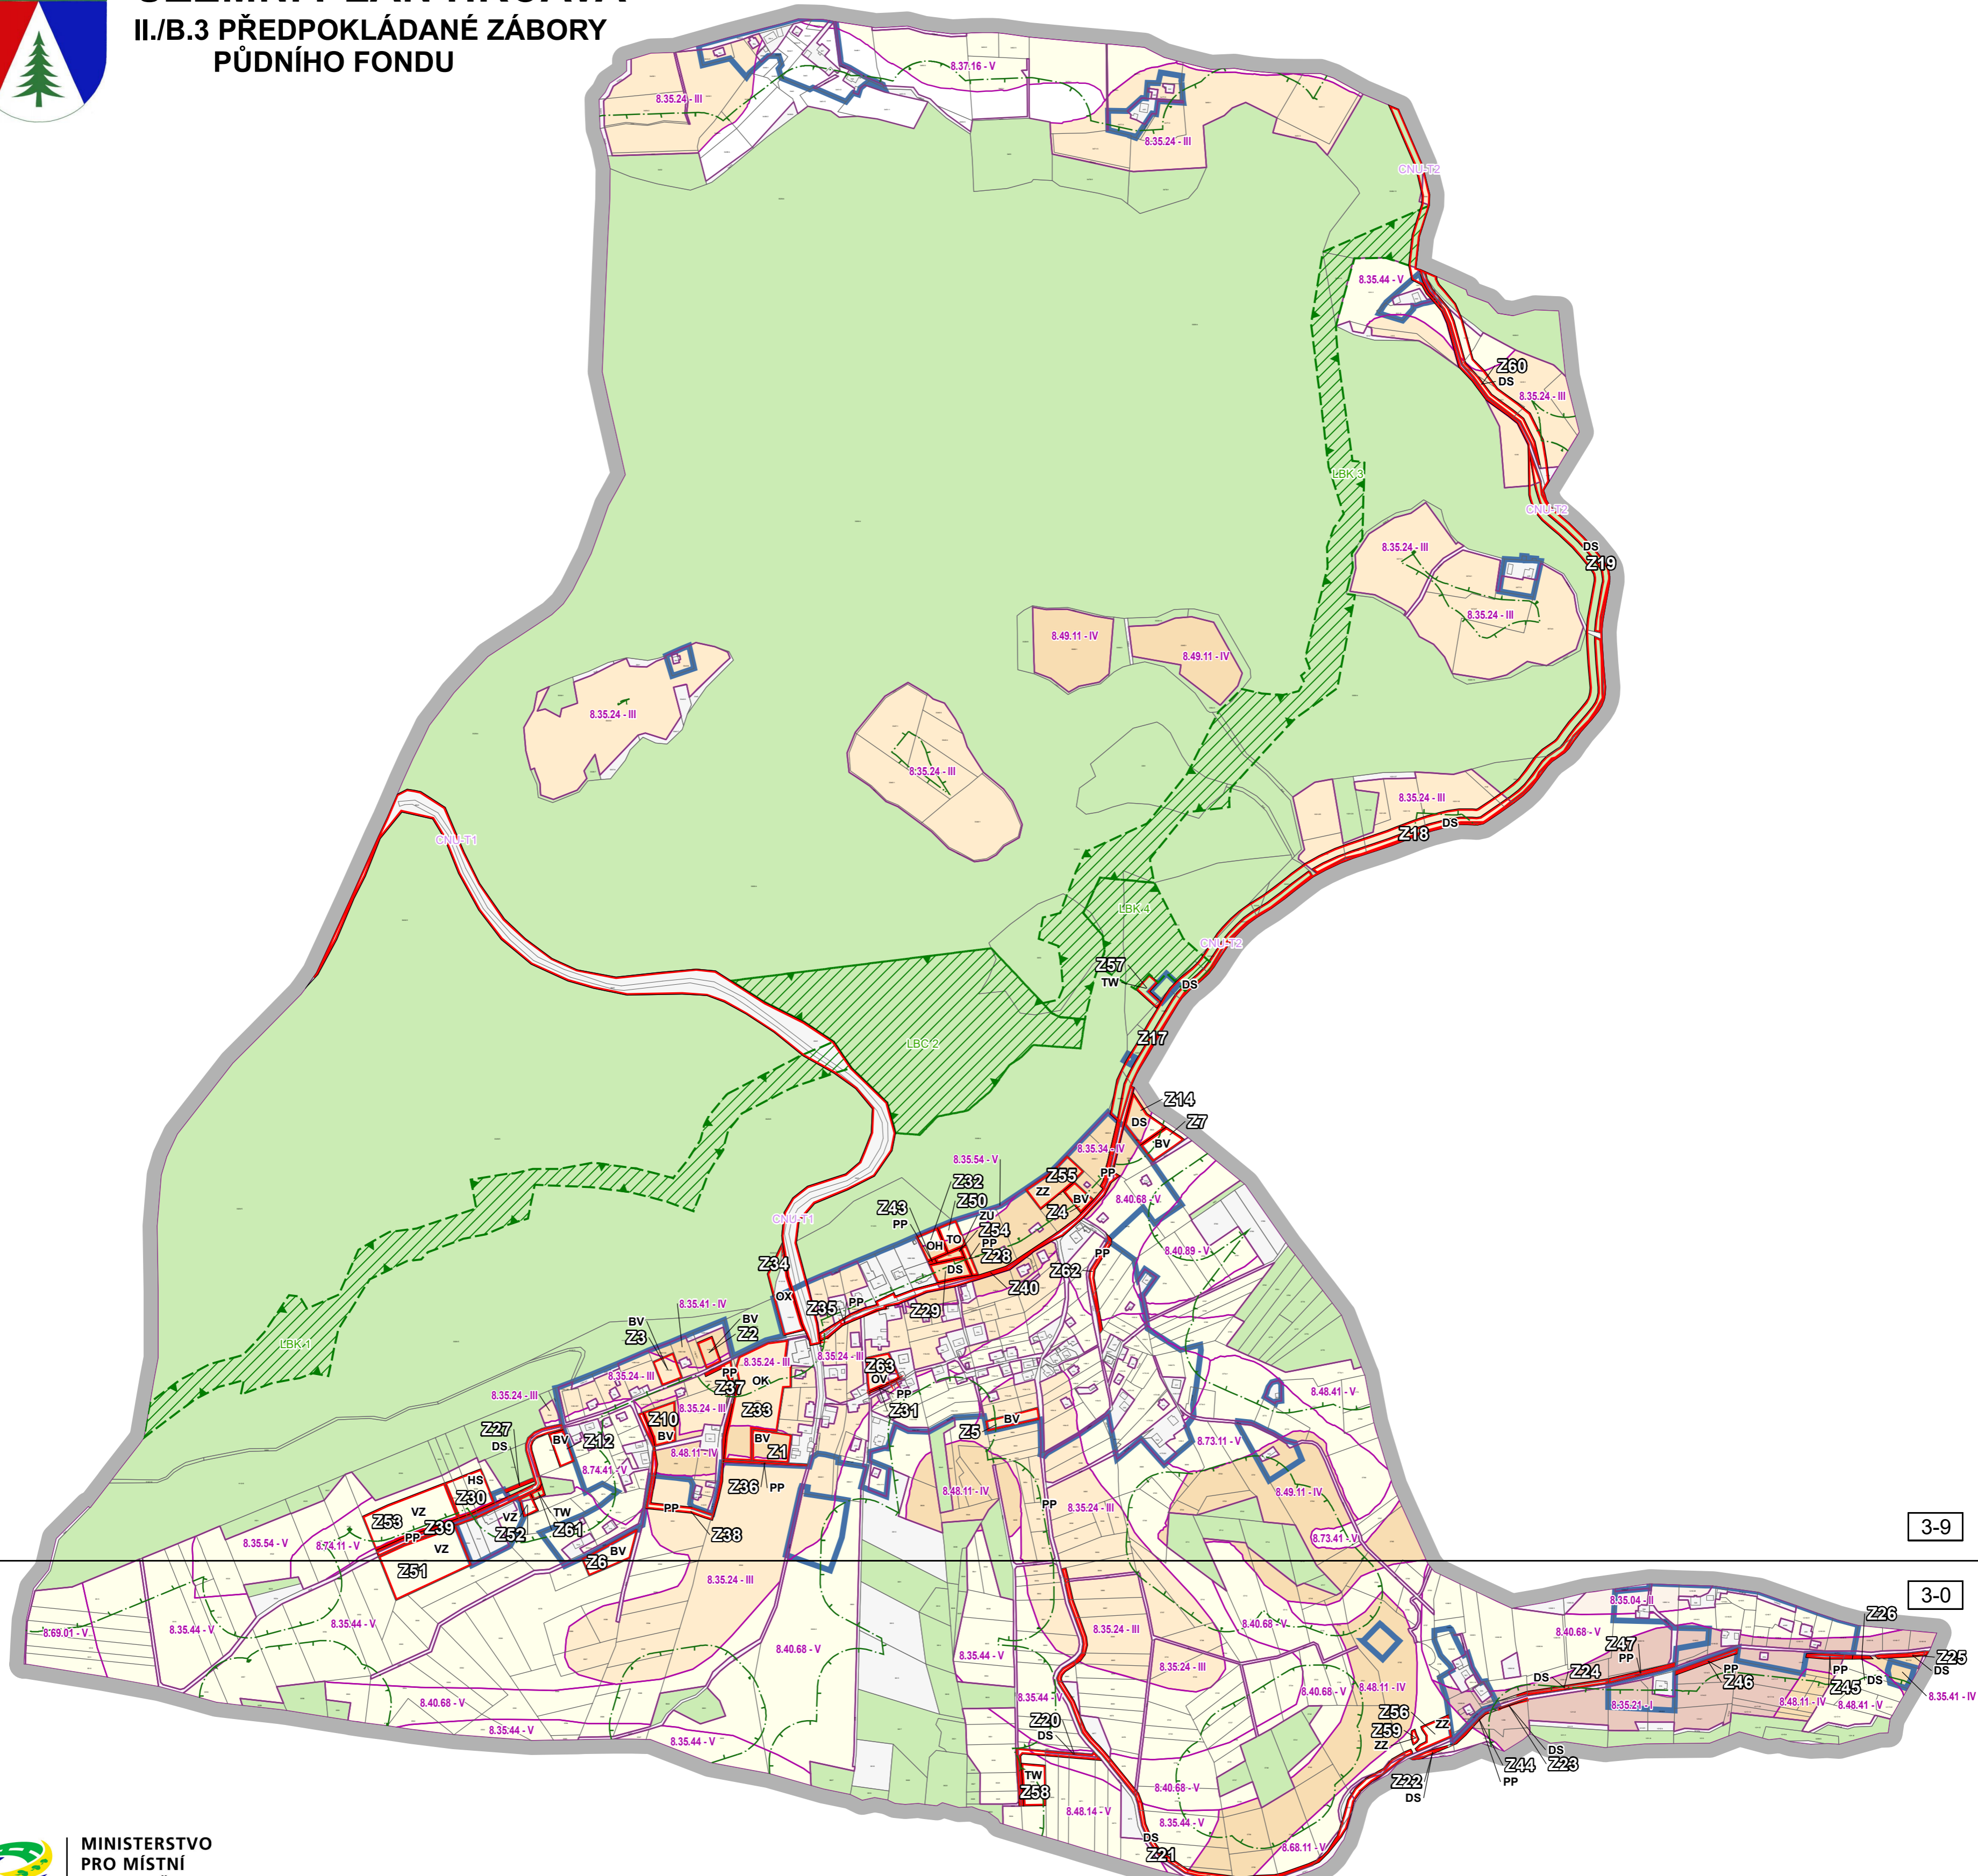 II./B.3 PŘEDPOKLÁDANÉ ZÁBORY
PŮDNÍHO FONDU
8.37.16 - V
8.35.24 - III
8.35.24 - III
CNU-T2
8.35.44 - V
Z60
DS
8.35.24 - III
LBK 3
CNU-T2
8.35.24 - III
DS
Z19
8.35.24 - III
8.49.11 - IV
8.49.11 - IV
8.35.24 - III
8.35.24 - III
8.35.24 - III
DS
Z18
CNU-T1
LBK 4
CNU-T2
Z57
TW
DS
Z17
LBC 2
Z14
DS
Z7
BV
8.35.34 - IV
8.35.54 - V
Z55
PP
Z32
ZZ
BV
8.40.68 - V
Z50
Z43
ZU
Z4
PP
Z54
CNU-T1
OH
TO
PP
PP
8.40.89 - V
Z28
Z34
DS
Z62
Z40
OX
Z35
PP
Z29
8.35.41 - IV
BV
BV
Z3
Z2
LBK 1
8.35.24 - III
8.35.24 - III
Z63
8.35.24 - III
PP
OK
OV
Z37
PP
8.48.41 - V
8.35.24 - III
8.35.24 - III
Z33
Z31
Z10
BV
Z5
Z27
BV
BV
BV
Z1
DS
Z12
8.73.11 - V
8.48.11 - IV
8.74.41 - V
HS
Z36
PP
8.48.11 - IV
8.49.11 - IV
Z30
PP
8.35.24 - III
VZ
PP
TW
Z53
VZ
Z39
Z52
Z61
Z38
3-9
PP
VZ
8.73.41 - V
8.35.54 - V
8.74.11 - V
BV
Z6
Z51
8.35.24 - III
3-0
8.35.04 - II
Z26
8.69.01 - V
8.35.44 - V
8.35.44 - V
8.35.24 - III
8.40.68 - V
8.40.68 - V
Z47
8.40.68 - V
8.35.44 - V
PP
Z25
8.35.24 - III
Z24
PP
PP
DS
DS
Z46
Z45
DS
8.40.68 - V
8.35.44 - V
8.40.68 - V
8.48.11 - IV
8.35.41 - IV
8.35.21 - I
8.48.11 - IV
8.48.41 - V
Z56
Z20
ZZ
8.35.44 - V
Z59
DS
8.35.44 - V
ZZ
DS
Z44
Z23
TW
Z22
PP
8.40.68 - V
Z58
DS
8.48.14 - V
8.35.44 - V
DS
Z21
8.68.11 - V
MINISTERSTVO
PRO MÍSTNÍ